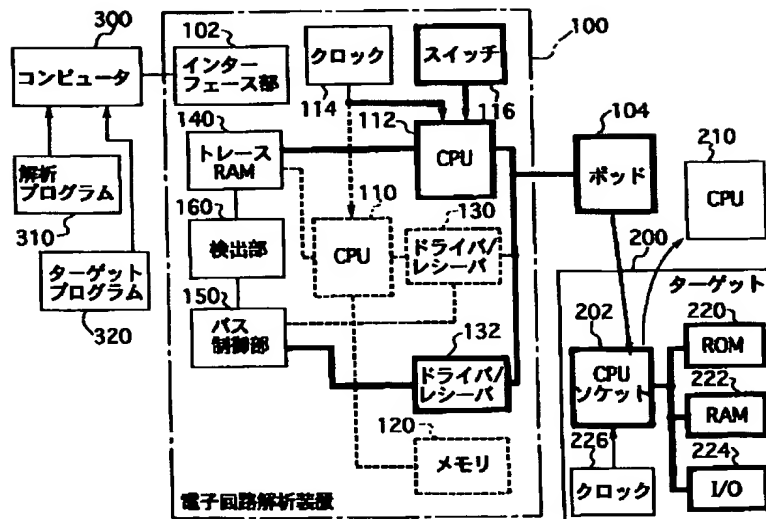 300
コンピュータ
解析
プログラム
310
ターゲット
プログラム
320
102
インター
フェース部
クロック
114
スイッチ
116
100
112
CPU
140
トレース
RAM
160
検出部
150
バス
制御部
110
CPU
130
ドライバ/
レシーバ
132
ドライバ/
レシーバ
120
メモリ
電子回路解析装置
104
ポッド
210
CPU
200
ターゲット
202
CPU
ソケット
220
ROM
222
RAM
224
I/O
226
クロック